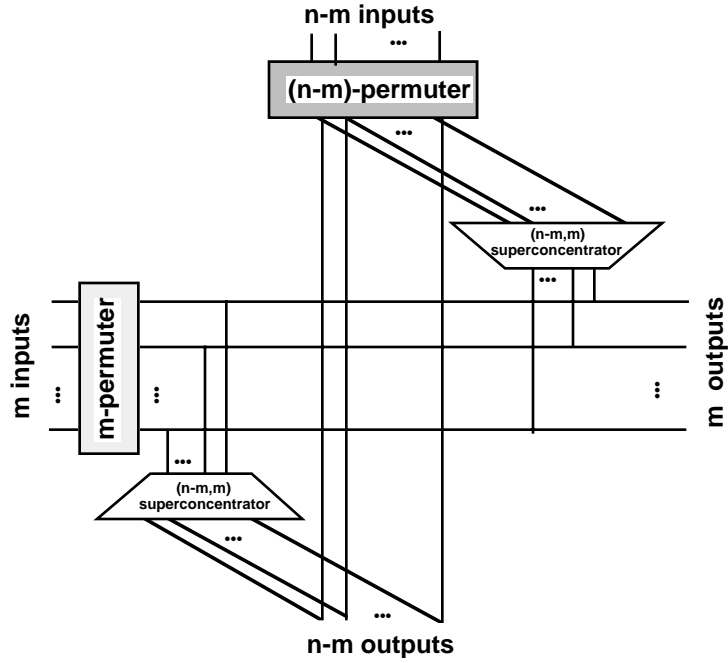 n-m inputs
...
(n-m)-permuter
...
...
(n-m,m)
superconcentrator
...
m inputs
...
m-permuter
...
...
m outputs
...
(n-m,m)
superconcentrator
...
...
n-m outputs